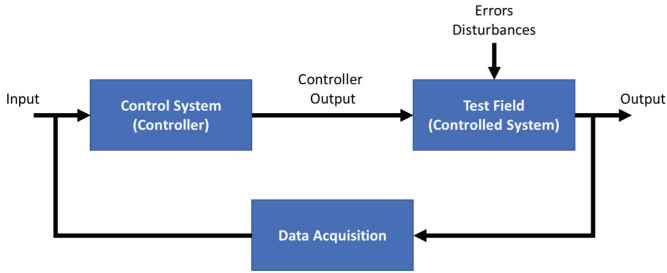 Errors
Disturbances
Input
Control System
(Controller)
Controller
Output
Test Field
(Controlled System)
Output
Data Acquisition